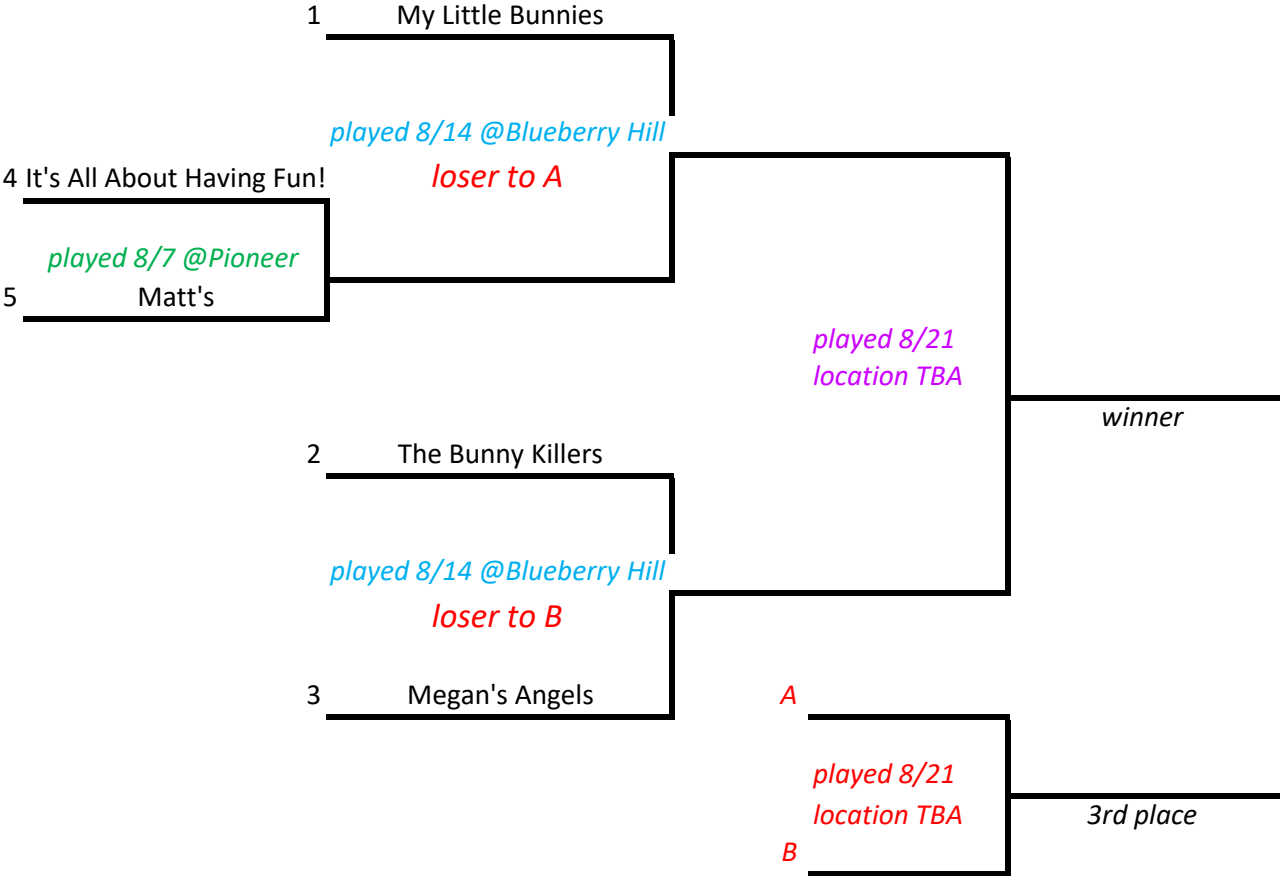 1 My Little Bunnies
played 8/14 @Blueberry Hill
loser to A
4 It's All About Having Fun!
played 8/7 @Pioneer
5 Matt's
played 8/21
location TBA
winner
2 The Bunny Killers
played 8/14 @Blueberry Hill
loser to B
3 Megan's Angels
A
played 8/21
location TBA
3rd place
B